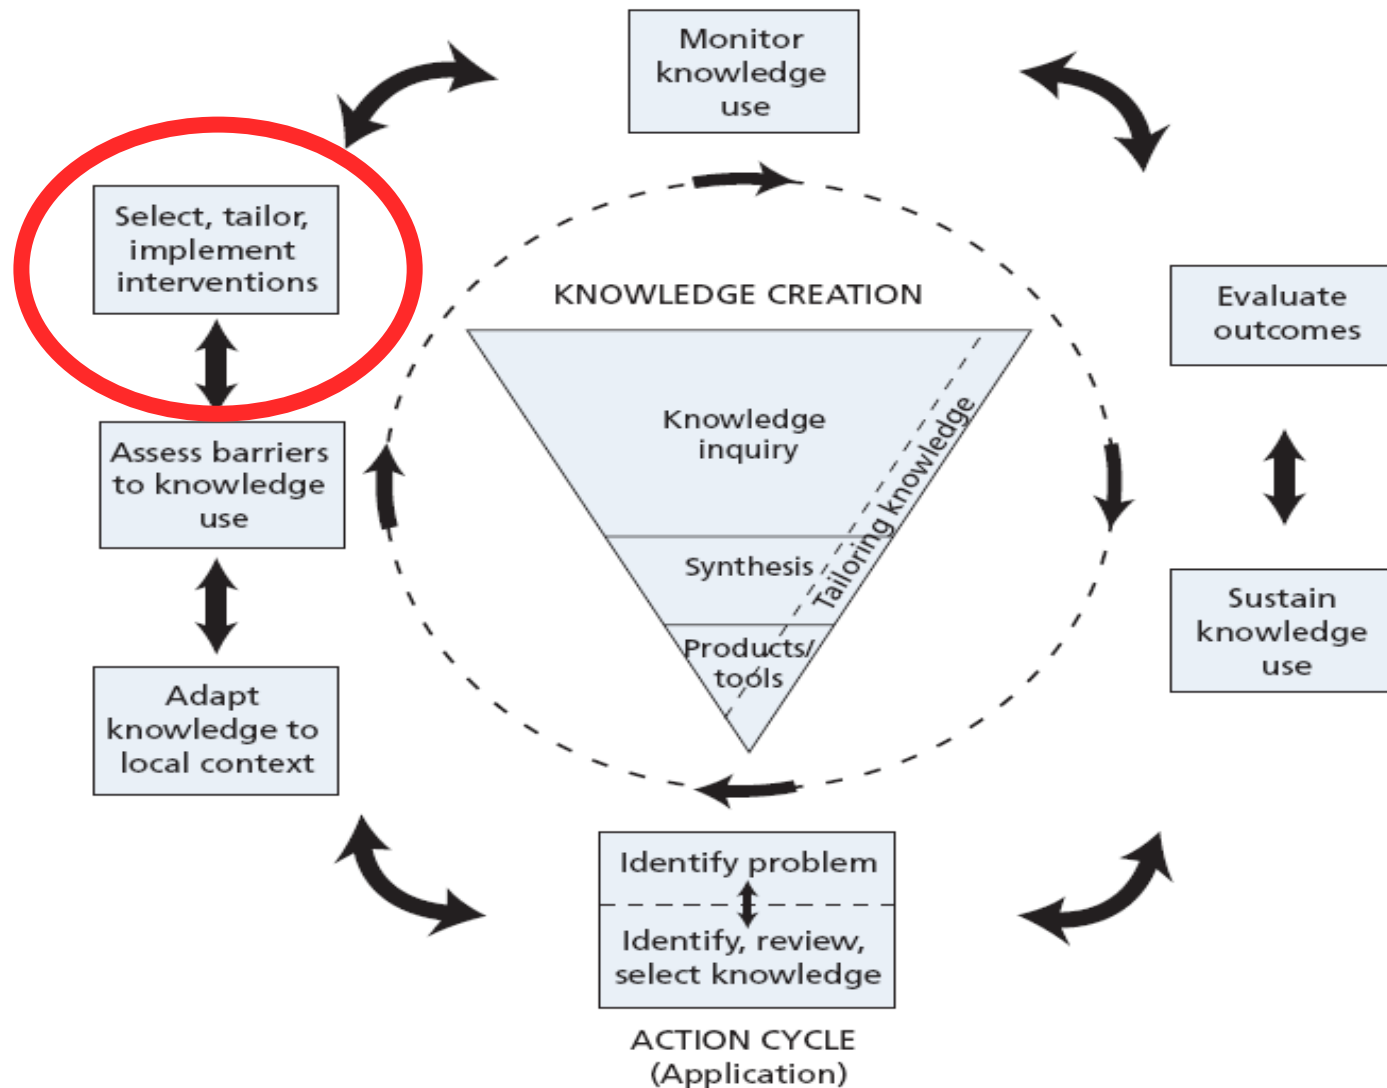 Monitor
knowledge
use
Select, tailor,
implement
interventions
KNOWLEDGE CREATION
Evaluate
outcomes
Knowledge
inquiry
Tailoring knowledge
Assess barriers
to knowledge
use
Synthesis
Products/
tools
Sustain
knowledge
use
Adapt
knowledge to
local context
Identify problem
Identify, review,
select knowledge
ACTION CYCLE
(Application)